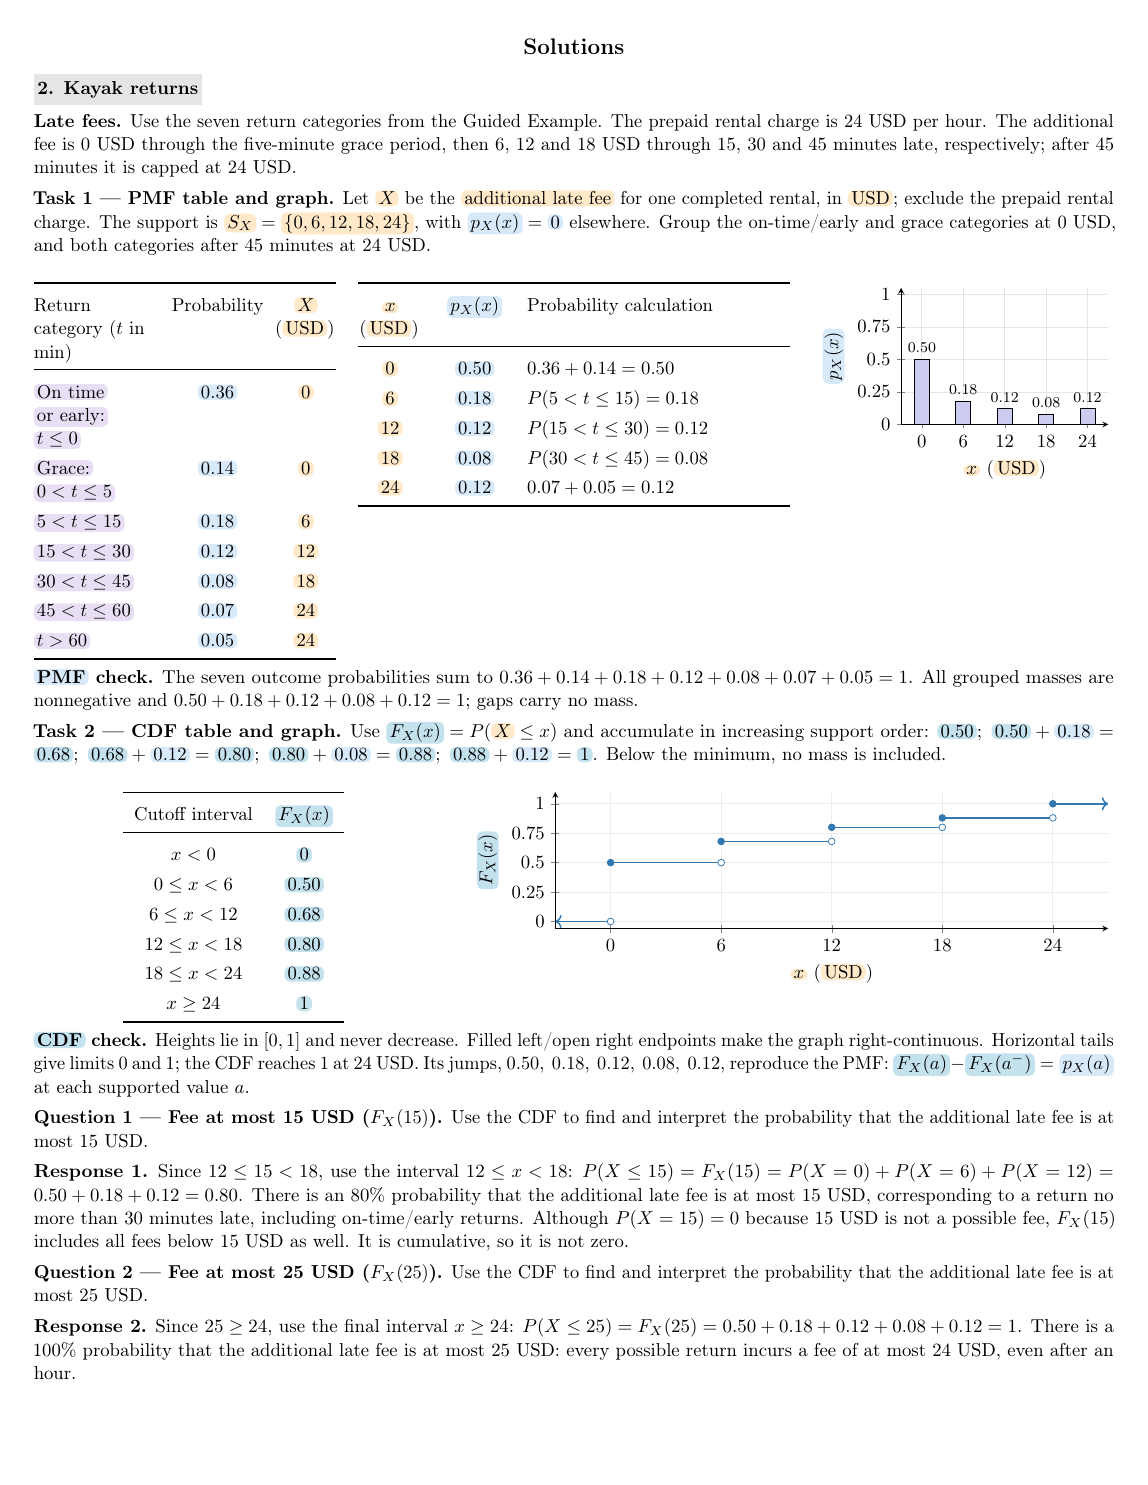 Solutions
2. Kayak returns
Late fees. Use the seven return categories from the Guided Example. The prepaid rental charge is 24 USD per hour. The additional
fee is 0 USD through the five-minute grace period, then 6, 12 and 18 USD through 15, 30 and 45 minutes late, respectively; after 45
minutes it is capped at 24 USD.
Task 1 — PMF table and graph. Let X be the additional late fee for one completed rental, in USD; exclude the prepaid rental
charge. The support is S_X = {0, 6, 12, 18, 24}, with p_X(x) = 0 elsewhere. Group the on-time/early and grace categories at 0 USD,
and both categories after 45 minutes at 24 USD.
Return Probability X
category (t in (USD)
min)
On time 0.36 0
or early:
t ≤ 0
Grace: 0.14 0
0 < t ≤ 5
5 < t ≤ 15 0.18 6
15 < t ≤ 30 0.12 12
30 < t ≤ 45 0.08 18
45 < t ≤ 60 0.07 24
t > 60 0.05 24
x p_X(x) Probability calculation
(USD)
0 0.50 0.36 + 0.14 = 0.50
6 0.18 P(5 < t ≤ 15) = 0.18
12 0.12 P(15 < t ≤ 30) = 0.12
18 0.08 P(30 < t ≤ 45) = 0.08
24 0.12 0.07 + 0.05 = 0.12
p_X(x)
1
0.75
0.5
0.25
0
0.50
0.18
0.12
0.08
0.12
0 6 12 18 24
x (USD)
PMF check. The seven outcome probabilities sum to 0.36 + 0.14 + 0.18 + 0.12 + 0.08 + 0.07 + 0.05 = 1. All grouped masses are
nonnegative and 0.50 + 0.18 + 0.12 + 0.08 + 0.12 = 1; gaps carry no mass.
Task 2 — CDF table and graph. Use F_X(x) = P(X ≤ x) and accumulate in increasing support order: 0.50; 0.50 + 0.18 =
0.68; 0.68 + 0.12 = 0.80; 0.80 + 0.08 = 0.88; 0.88 + 0.12 = 1. Below the minimum, no mass is included.
Cutoff interval F_X(x)
x < 0 0
0 ≤ x < 6 0.50
6 ≤ x < 12 0.68
12 ≤ x < 18 0.80
18 ≤ x < 24 0.88
x ≥ 24 1
F_X(x)
1
0.75
0.5
0.25
0
0 6 12 18 24
x (USD)
CDF check. Heights lie in [0, 1] and never decrease. Filled left/open right endpoints make the graph right-continuous. Horizontal tails
give limits 0 and 1; the CDF reaches 1 at 24 USD. Its jumps, 0.50, 0.18, 0.12, 0.08, 0.12, reproduce the PMF: F_X(a)−F_X(a⁻) = p_X(a)
at each supported value a.
Question 1 — Fee at most 15 USD (F_X(15)). Use the CDF to find and interpret the probability that the additional late fee is at
most 15 USD.
Response 1. Since 12 ≤ 15 < 18, use the interval 12 ≤ x < 18: P(X ≤ 15) = F_X(15) = P(X = 0) + P(X = 6) + P(X = 12) =
0.50 + 0.18 + 0.12 = 0.80. There is an 80% probability that the additional late fee is at most 15 USD, corresponding to a return no
more than 30 minutes late, including on-time/early returns. Although P(X = 15) = 0 because 15 USD is not a possible fee, F_X(15)
includes all fees below 15 USD as well. It is cumulative, so it is not zero.
Question 2 — Fee at most 25 USD (F_X(25)). Use the CDF to find and interpret the probability that the additional late fee is at
most 25 USD.
Response 2. Since 25 ≥ 24, use the final interval x ≥ 24: P(X ≤ 25) = F_X(25) = 0.50 + 0.18 + 0.12 + 0.08 + 0.12 = 1. There is a
100% probability that the additional late fee is at most 25 USD: every possible return incurs a fee of at most 24 USD, even after an
hour.